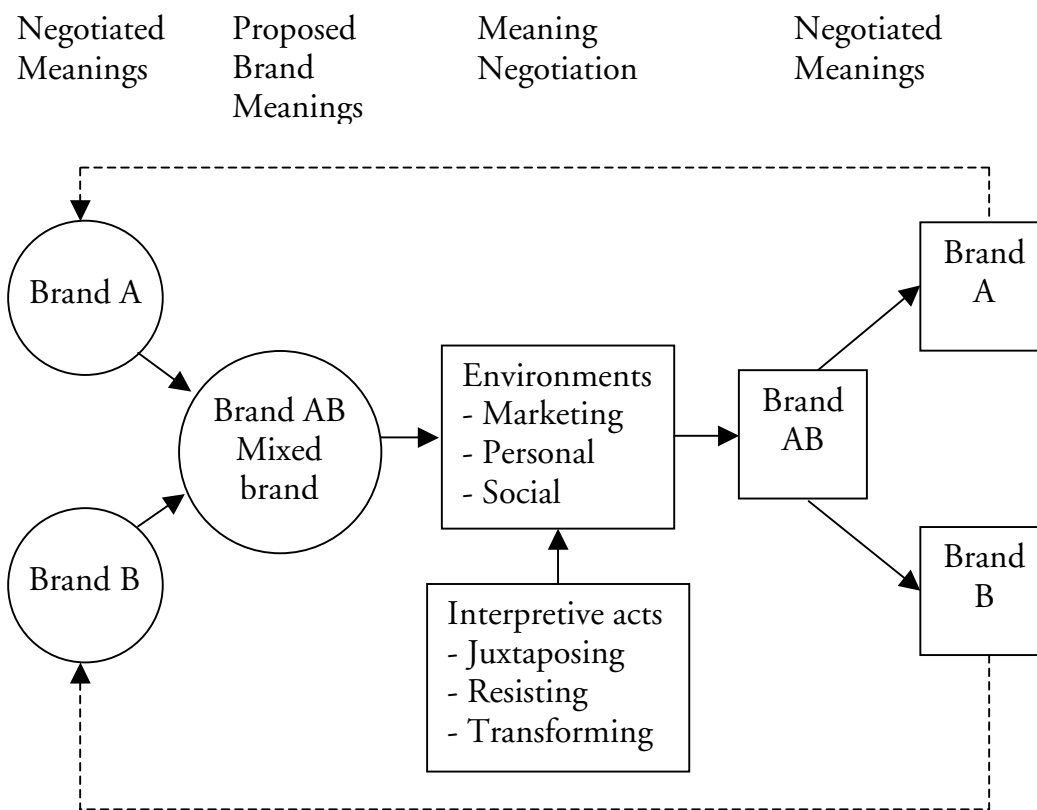 Negotiated
Meanings
Proposed
Brand
Meanings
Meaning
Negotiation
Negotiated
Meanings
Brand A
Brand B
Brand AB
Mixed
brand
Environments
- Marketing
- Personal
- Social
Interpretive acts
- Juxtaposing
- Resisting
- Transforming
Brand
AB
Brand
A
Brand
B